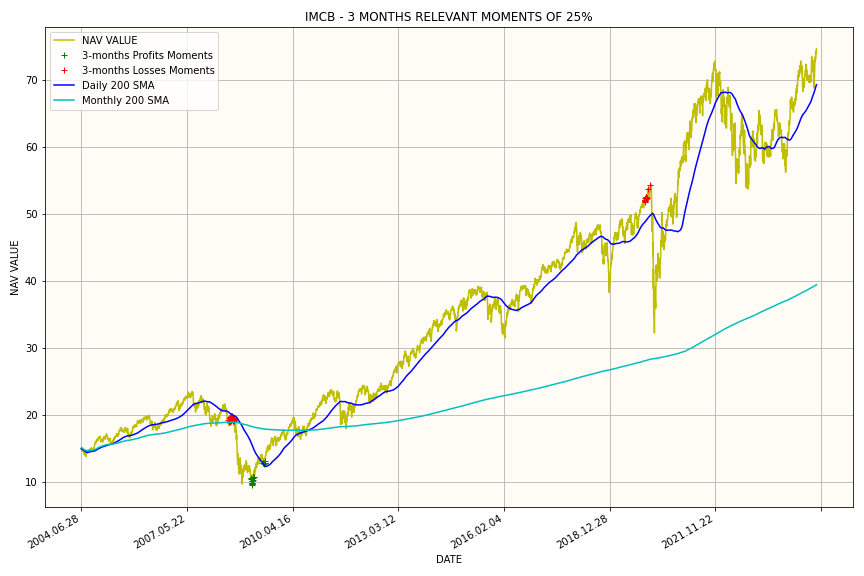 IMCB - 3 MONTHS RELEVANT MOMENTS OF 25%
NAV VALUE
3-months Profits Moments
3-months Losses Moments
Daily 200 SMA
Monthly 200 SMA
NAV VALUE
70
60
50
40
30
20
10
2004.06.28
2007.05.22
2010.04.16
2013.03.12
2016.02.04
2018.12.28
2021.11.22
DATE